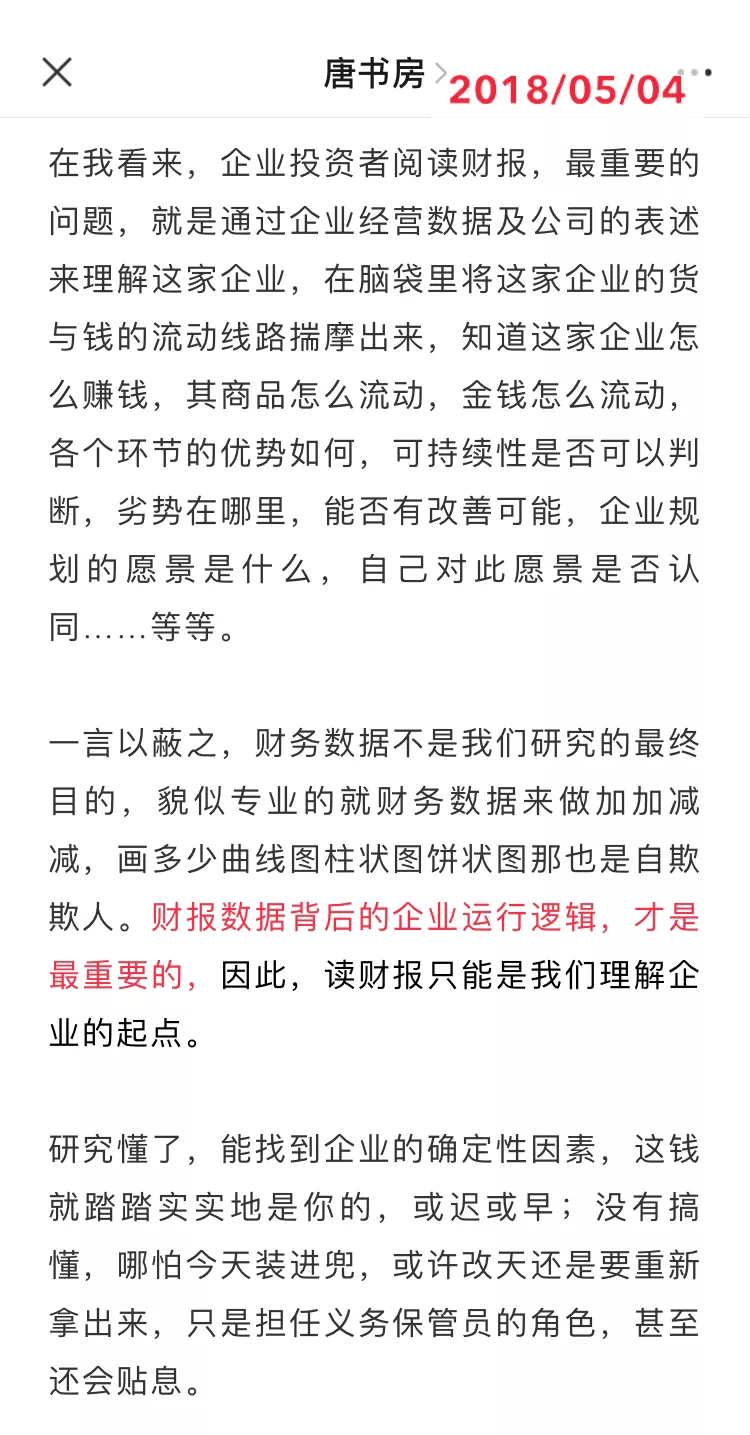 唐书房
2018/05/04
在我看来，企业投资者阅读财报，最重要的
问题，就是通过企业经营数据及公司的表述
来理解这家企业，在脑袋里将这家企业的货
与钱的流动线路揣摩出来，知道这家企业怎
么赚钱，其商品怎么流动，金钱怎么流动，
各个环节的优势如何，可持续性是否可以判
断，劣势在哪里，能否有改善可能，企业规
划的愿景是什么，自己对此愿景是否认
同……等等。
一言以蔽之，财务数据不是我们研究的最终
目的，貌似专业的就财务数据来做加加减
减，画多少曲线图柱状图饼状图那也是自欺
欺人。财报数据背后的企业运行逻辑，才是
最重要的，因此，读财报只能是我们理解企
业的起点。
研究懂了，能找到企业的确定性因素，这钱
就踏踏实实地是你的，或迟或早；没有搞
懂，哪怕今天装进兜，或许改天还是要重新
拿出来，只是担任义务保管员的角色，甚至
还会贴息。